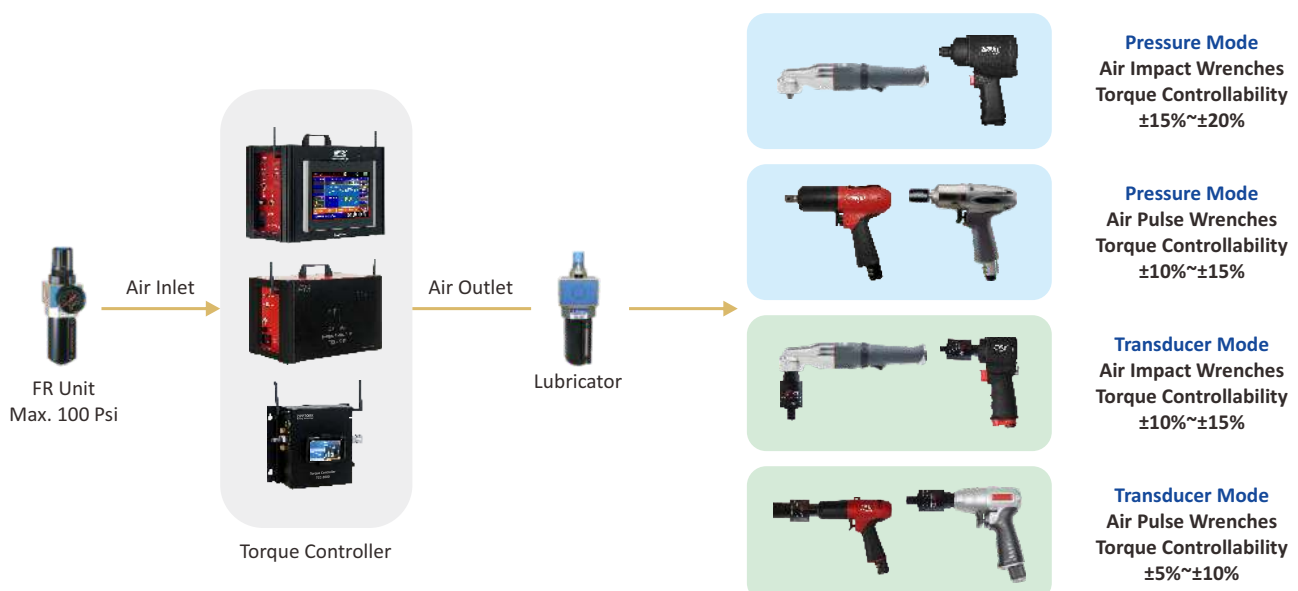 FR Unit
Max. 100 Psi
Air Inlet
Torque Controller
Air Outlet
Lubricator
Pressure Mode
Air Impact Wrenches
Torque Controllability
±15%~±20%
Pressure Mode
Air Pulse Wrenches
Torque Controllability
±10%~±15%
Transducer Mode
Air Impact Wrenches
Torque Controllability
±10%~±15%
Transducer Mode
Air Pulse Wrenches
Torque Controllability
±5%~±10%